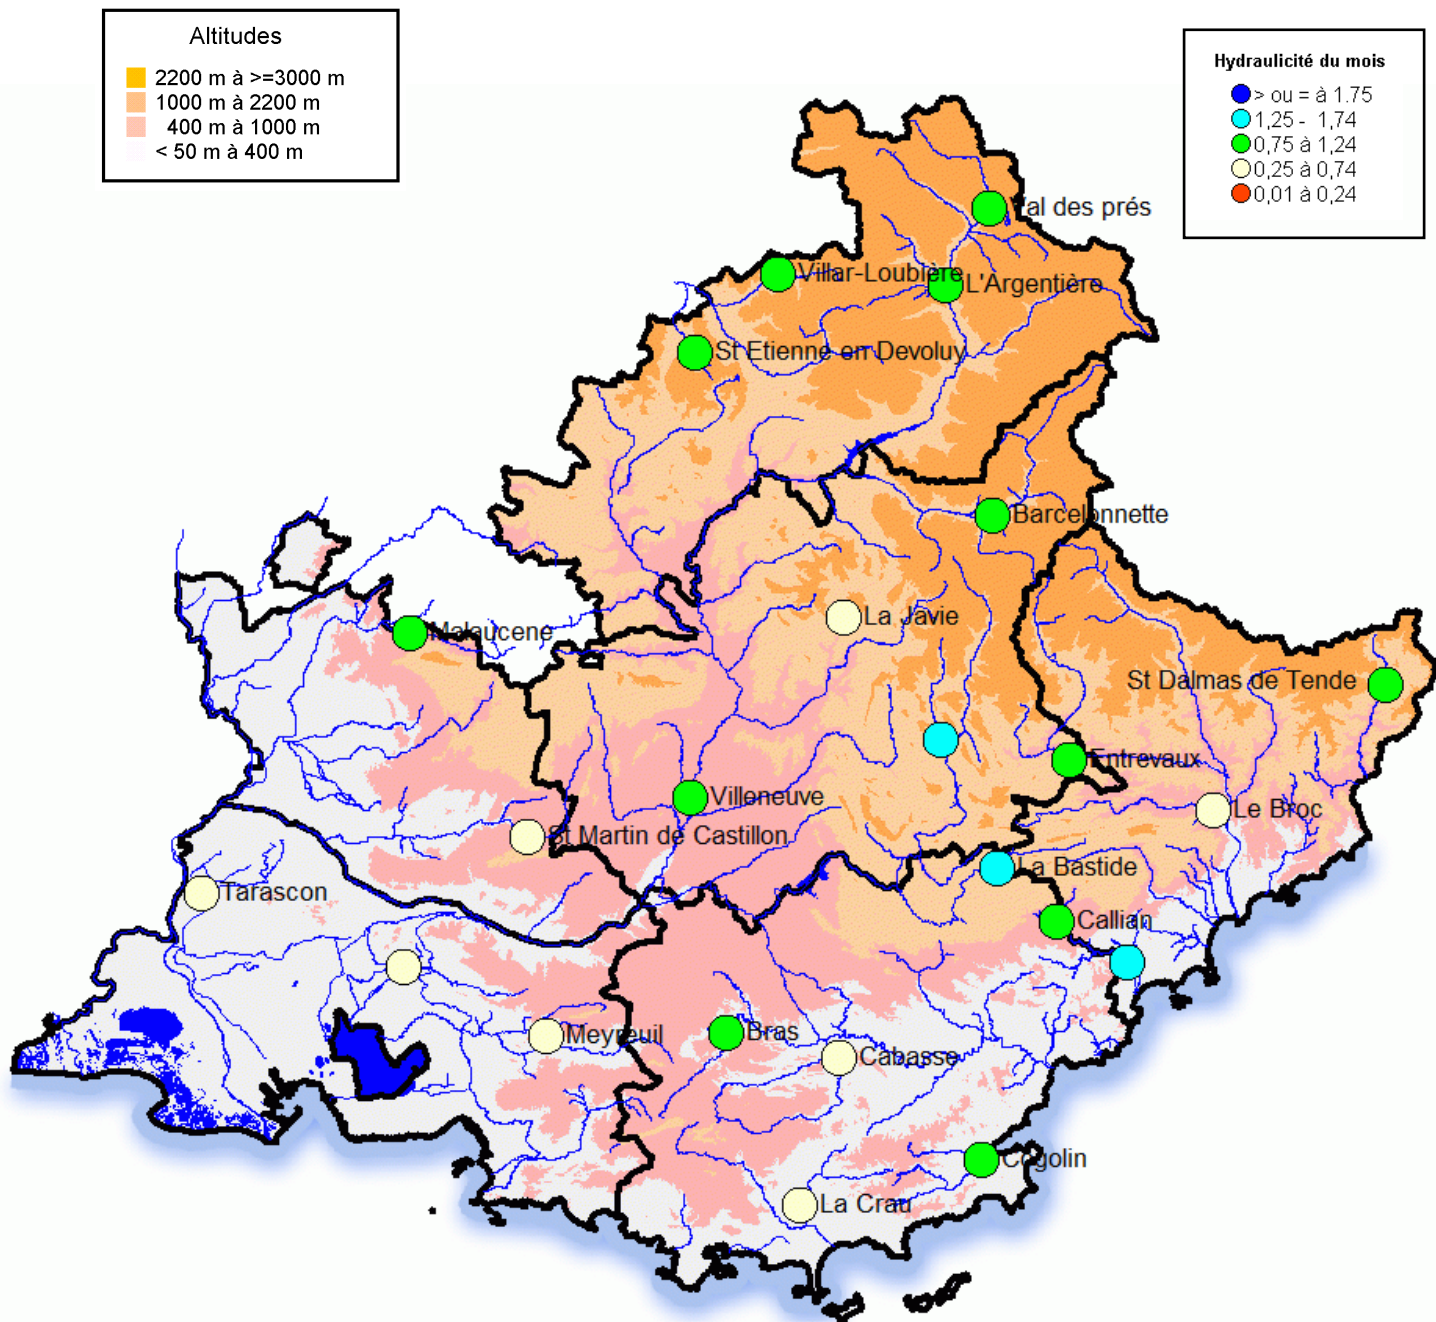 Altitudes
2200 m à >=3000 m
1000 m à 2200 m
400 m à 1000 m
< 50 m à 400 m
Hydraulicité du mois
> ou = à 1.75
1,25 - 1,74
0,75 à 1,24
0,25 à 0,74
0,01 à 0,24
Val des prés
Villar-Loubière
L'Argentière
St Etienne en Devoluy
Barcelonnette
La Javie
Malaucene
St Dalmas de Tende
Entrevaux
Villeneuve
Le Broc
St Martin de Castillon
La Bastide
Tarascon
Callian
Meyreuil
Bras
Cabasse
Cogolin
La Crau